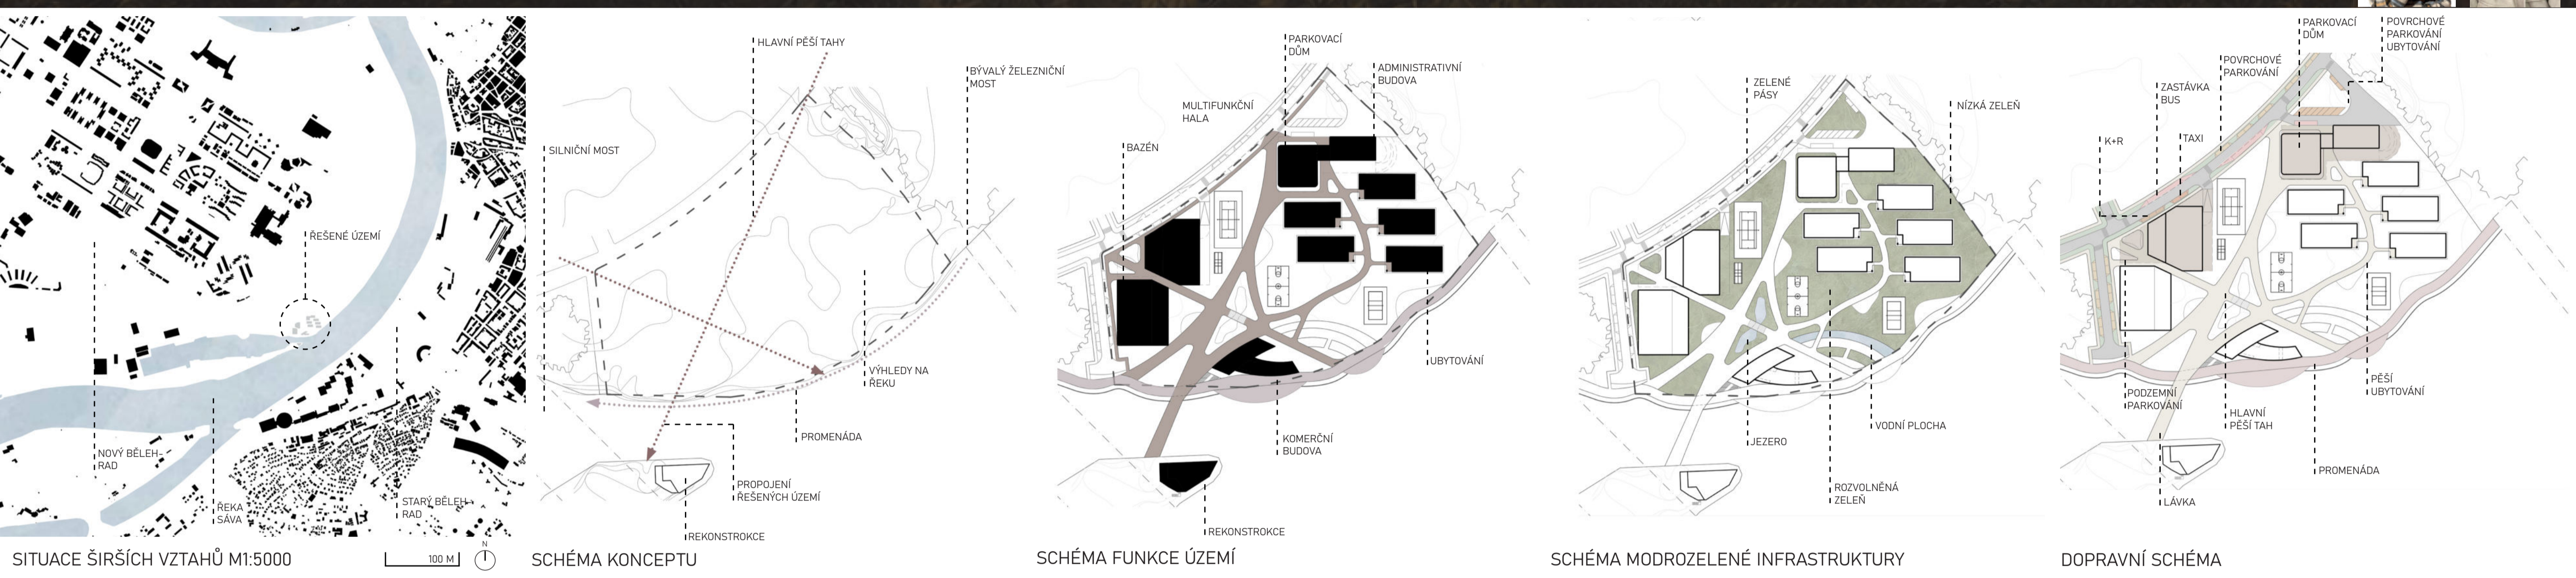 ŘEŠENÉ ÚZEMÍ
NOVÝ BĚLEH-
RAD
ŘEKA
SÁVA
STARÝ BĚLEH-
RAD
SITUACE ŠIRŠÍCH VZTAHŮ M1:5000
100 M
N
HLAVNÍ PĚŠÍ TAHY
BÝVALÝ ŽELEZNIČNÍ
MOST
SILNIČNÍ MOST
VÝHLEDY NA
ŘEKU
PROMENÁDA
PROPOJENÍ
ŘEŠENÝCH ÚZEMÍ
REKONSTROKCE
SCHÉMA KONCEPTU
PARKOVACÍ
DŮM
ADMINISTRATIVNÍ
BUDOVA
MULTIFUNKČNÍ
HALA
BAZÉN
UBYTOVÁNÍ
KOMERČNÍ
BUDOVA
REKONSTROKCE
SCHÉMA FUNKCE ÚZEMÍ
ZELENÉ
PÁSY
NÍZKÁ ZELEŇ
JEZERO
VODNÍ PLOCHA
ROZVOLNĚNÁ
ZELEŇ
SCHÉMA MODROZELENÉ INFRASTRUKTURY
PARKOVACÍ
DŮM
POVRCHOVÉ
PARKOVÁNÍ
UBYTOVÁNÍ
POVRCHOVÉ
PARKOVÁNÍ
ZASTÁVKA
BUS
K+R
TAXI
PODZEMNÍ
PARKOVÁNÍ
HLAVNÍ
PĚŠÍ TAH
PĚŠÍ
UBYTOVÁNÍ
PROMENÁDA
LÁVKA
DOPRAVNÍ SCHÉMA